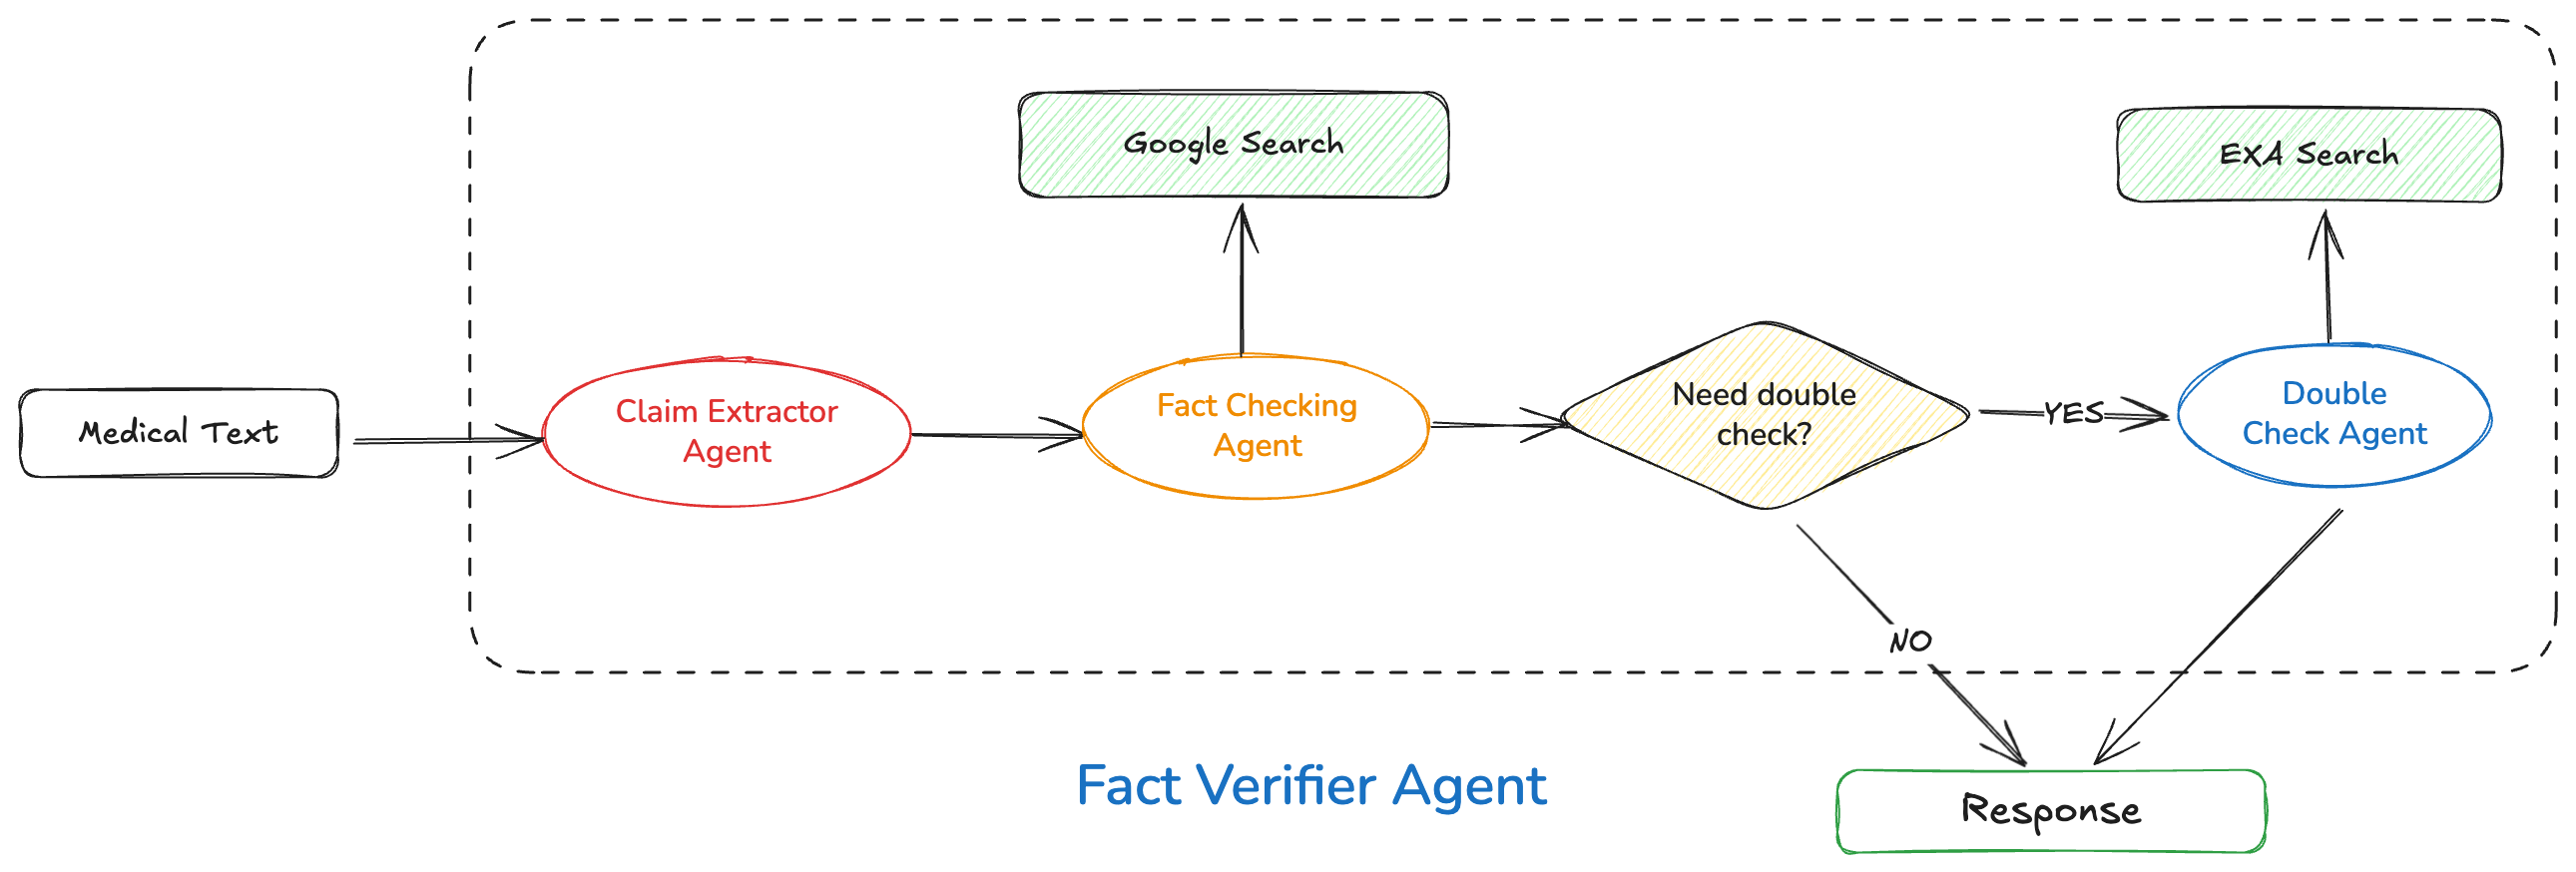 Google Search
EXA Search
Medical Text
Claim Extractor
Agent
Fact Checking
Agent
Need double
check?
YES
Double
Check Agent
NO
Fact Verifier Agent
Response